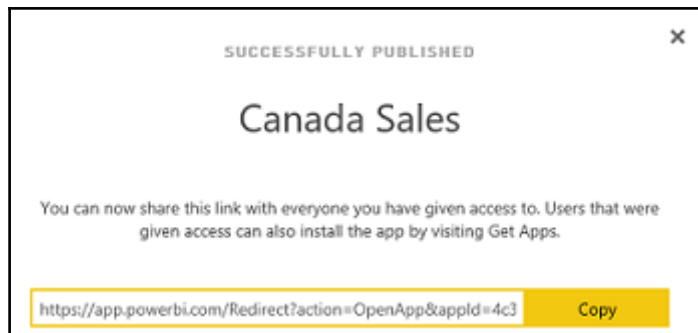 SUCCESSFULLY PUBLISHED
Canada Sales
You can now share this link with everyone you have given access to. Users that were
given access can also install the app by visiting Get Apps.
https://app.powerbi.com/Redirect?action=OpenApp&appId=4c3 Copy